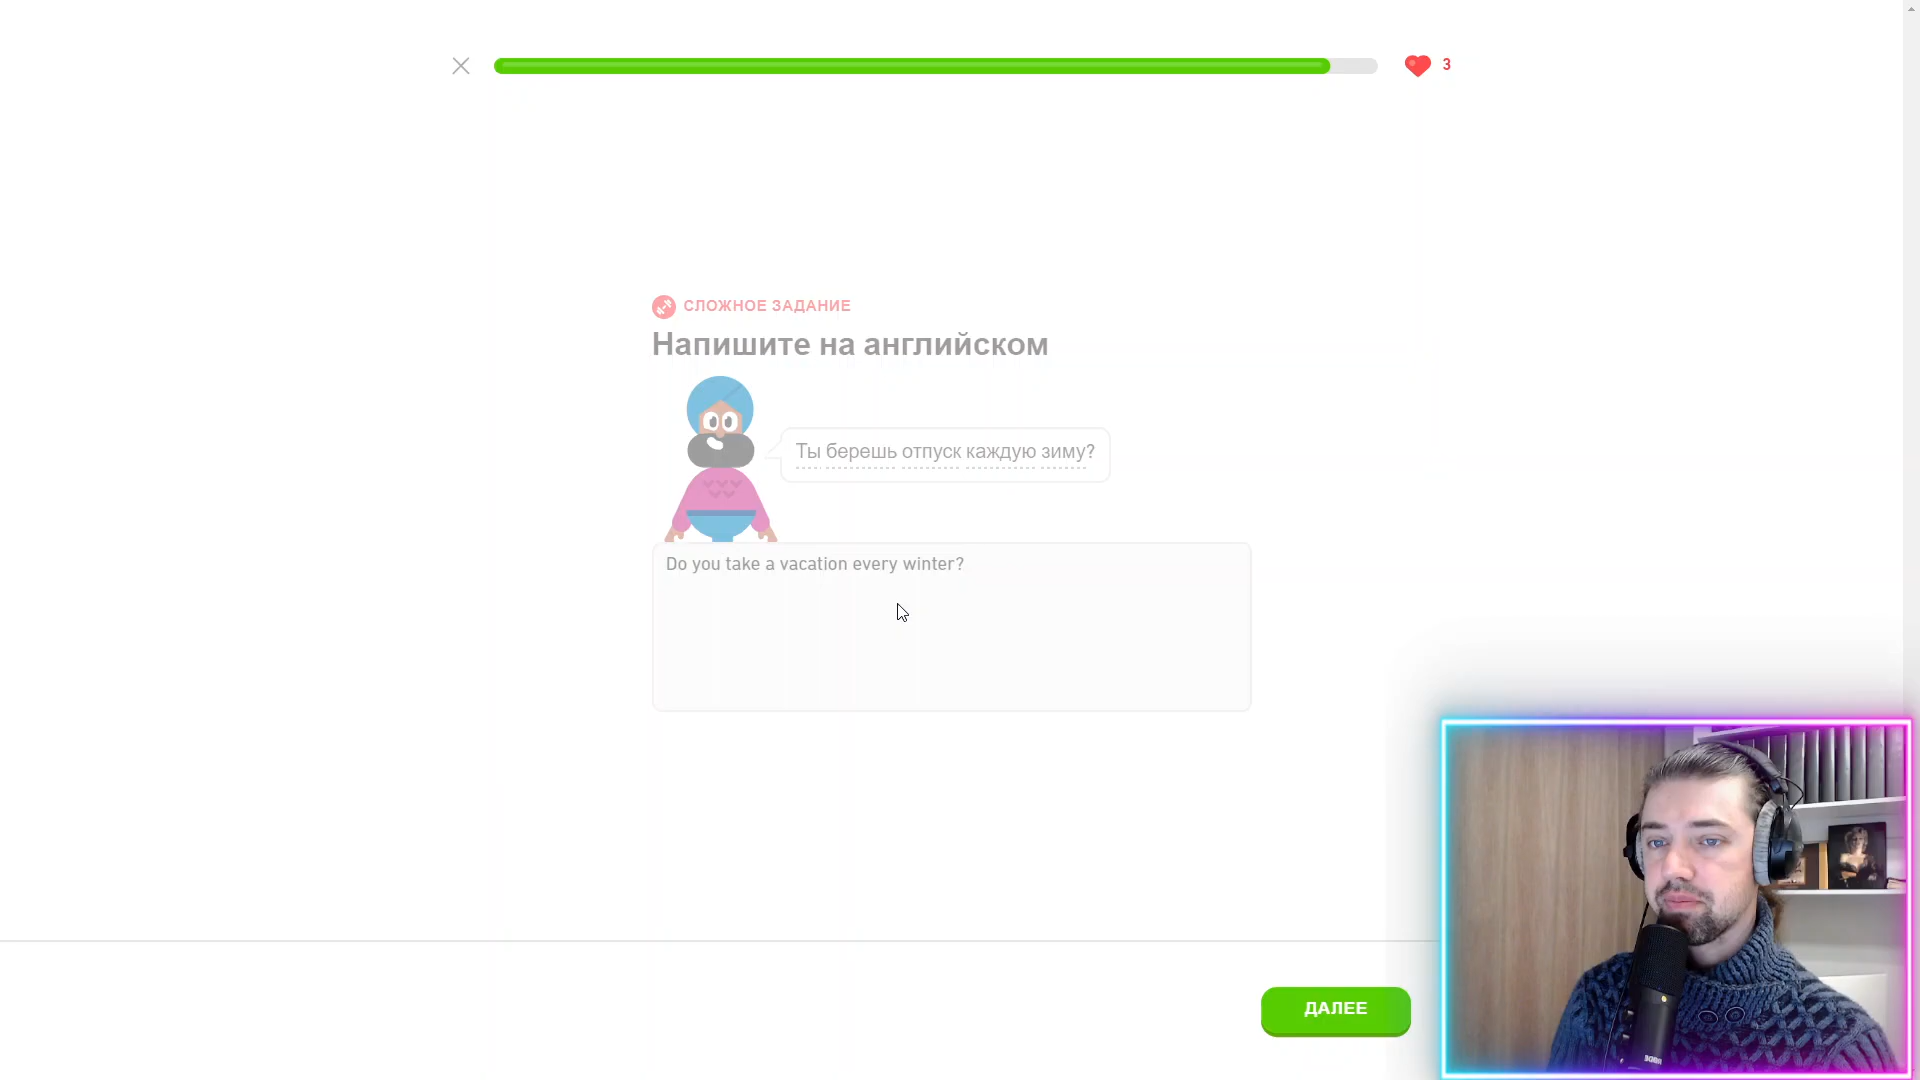 3
СЛОЖНОЕ ЗАДАНИЕ
Напишите на английском
Ты берешь отпуск каждую зиму?
Do you take a vacation every winter?
ДАЛЕЕ